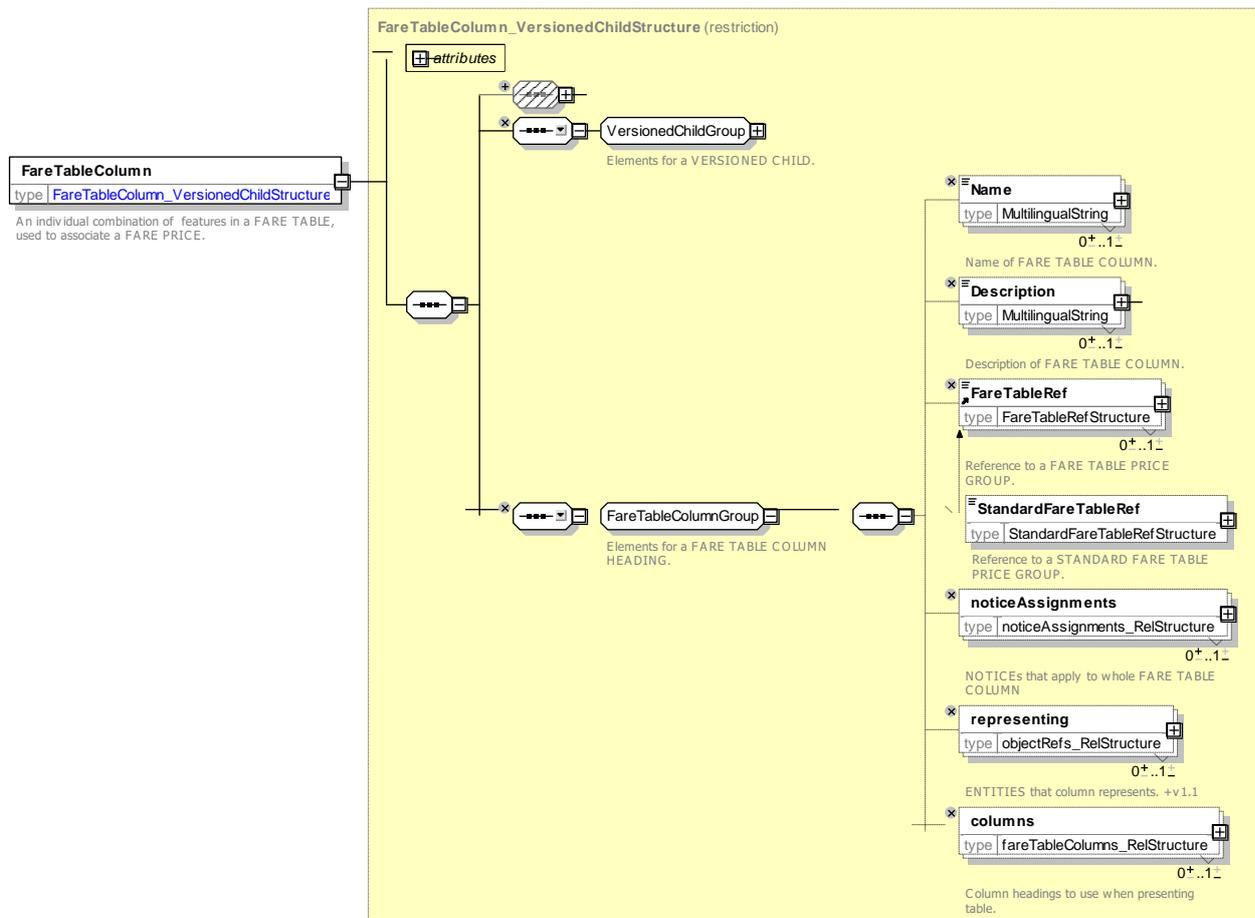 FareTableColumn_VersionedChildStructure (restriction)
attributes
VersionedChildGroup
Elements for a VERSIONED CHILD.
FareTableColumn
type FareTableColumn_VersionedChildStructure
An individual combination of features in a FARE TABLE,
used to associate a FARE PRICE.
Name
type MultilingualString
0..1
Name of FARE TABLE COLUMN.
Description
type MultilingualString
0..1
Description of FARE TABLE COLUMN.
FareTableRef
type FareTableRefStructure
0..1
Reference to a FARE TABLE PRICE
GROUP.
StandardFareTableRef
type StandardFareTableRefStructure
Reference to a STANDARD FARE TABLE
PRICE GROUP.
FareTableColumnGroup
Elements for a FARE TABLE COLUMN
HEADING.
noticeAssignments
type noticeAssignments_RelStructure
0..1
NOTICEs that apply to whole FARE TABLE
COLUMN
representing
type objectRefs_RelStructure
0..1
ENTITIES that column represents. +v1.1
columns
type fareTableColumns_RelStructure
0..1
Column headings to use when presenting
table.